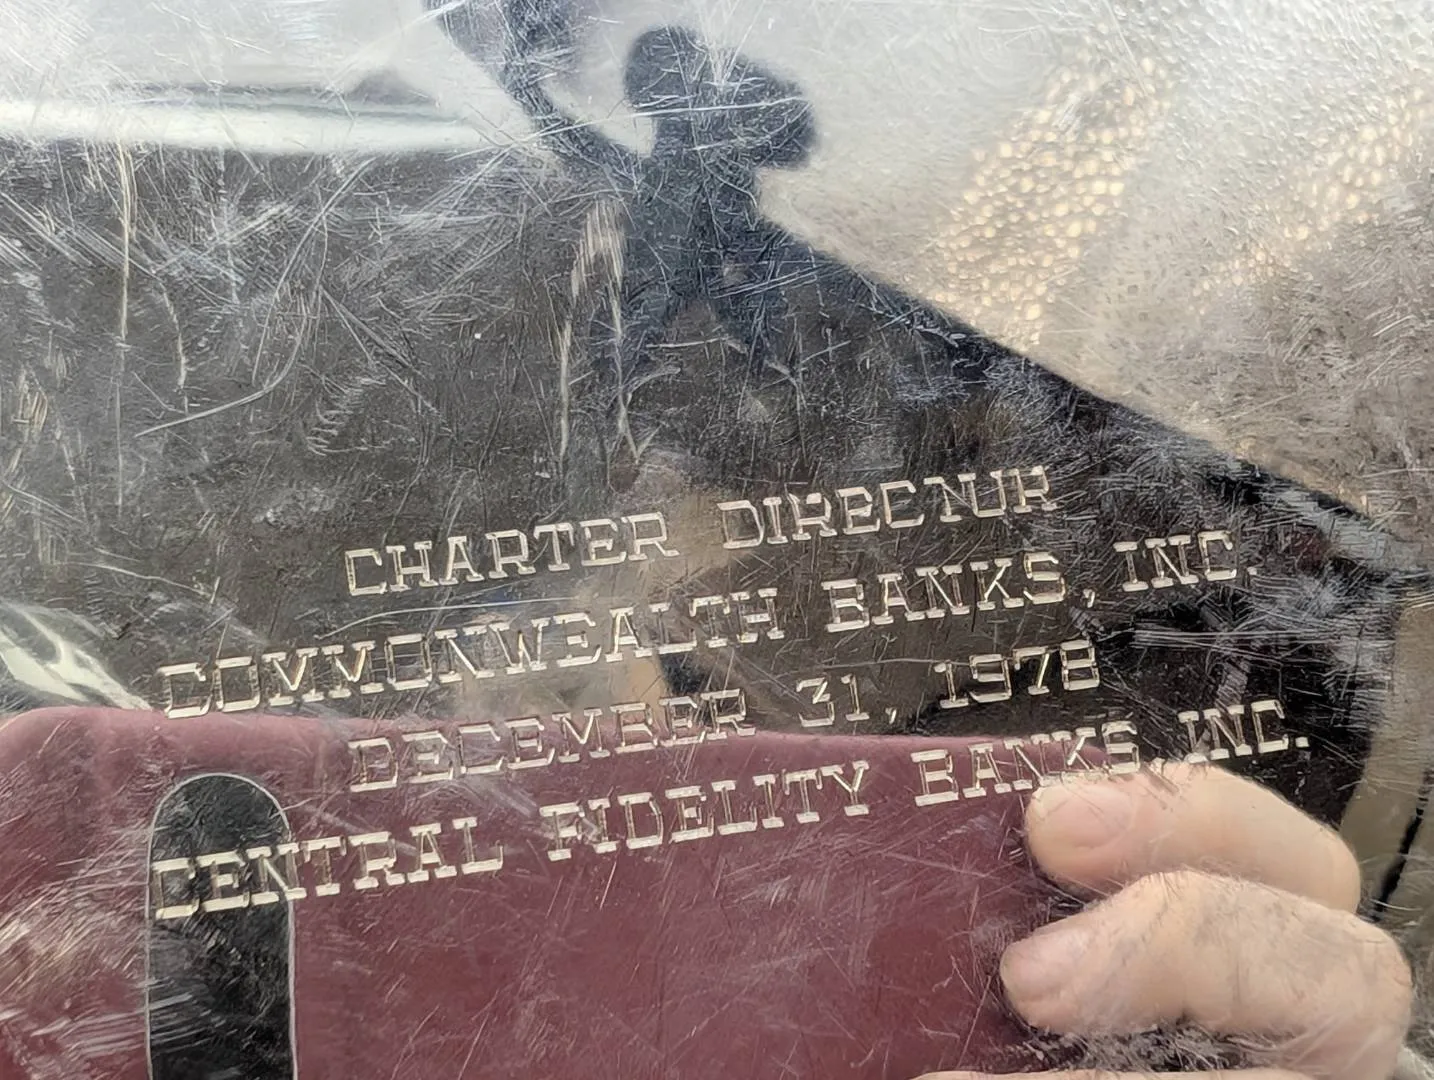 CHARTER DIRECTOR
COMMONWEALTH BANKS, INC.
DECEMBER 31, 1978
CENTRAL FIDELITY BANKS, INC.